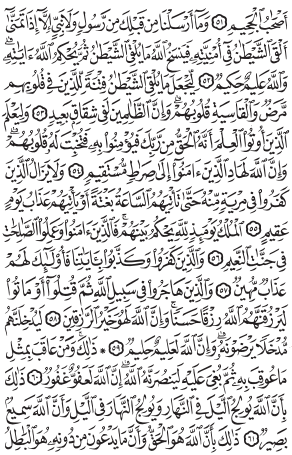 أَصْحَٰبُ ٱلْجَحِيمِ ٥١ وَمَآ أَرْسَلْنَا مِن قَبْلِكَ مِن رَّسُولٍ وَلَا نَبِىٍّ إِلَّآ إِذَا تَمَنَّىٰٓ
أَلْقَى ٱلشَّيْطَٰنُ فِىٓ أُمْنِيَّتِهِۦ فَيَنسَخُ ٱللَّهُ مَا يُلْقِى ٱلشَّيْطَٰنُ ثُمَّ يُحْكِمُ ٱللَّهُ ءَايَٰتِهِۦ ۗ
وَٱللَّهُ عَلِيمٌ حَكِيمٌ ٥٢ لِّيَجْعَلَ مَا يُلْقِى ٱلشَّيْطَٰنُ فِتْنَةً لِّلَّذِينَ فِى قُلُوبِهِم
مَّرَضٌ وَٱلْقَاسِيَةِ قُلُوبُهُمْ ۗ وَإِنَّ ٱلظَّٰلِمِينَ لَفِى شِقَاقٍۭ بَعِيدٍ ٥٣ وَلِيَعْلَمَ
ٱلَّذِينَ أُوتُوا۟ ٱلْعِلْمَ أَنَّهُ ٱلْحَقُّ مِن رَّبِّكَ فَيُؤْمِنُوا۟ بِهِۦ فَتُخْبِتَ لَهُۥ قُلُوبُهُمْ ۗ
وَإِنَّ ٱللَّهَ لَهَادِ ٱلَّذِينَ ءَامَنُوٓا۟ إِلَىٰ صِرَٰطٍ مُّسْتَقِيمٍ ٥٤ وَلَا يَزَالُ ٱلَّذِينَ
كَفَرُوا۟ فِى مِرْيَةٍ مِّنْهُ حَتَّىٰ تَأْتِيَهُمُ ٱلسَّاعَةُ بَغْتَةً أَوْ يَأْتِيَهُمْ عَذَابُ يَوْمٍ
عَقِيمٍ ٥٥ ٱلْمُلْكُ يَوْمَئِذٍ لِّلَّهِ يَحْكُمُ بَيْنَهُمْ ۚ فَٱلَّذِينَ ءَامَنُوا۟ وَعَمِلُوا۟ ٱلصَّٰلِحَٰتِ
فِى جَنَّٰتِ ٱلنَّعِيمِ ٥٦ وَٱلَّذِينَ كَفَرُوا۟ وَكَذَّبُوا۟ بِـَٔايَٰتِنَا فَأُو۟لَٰٓئِكَ لَهُمْ
عَذَابٌ مُّهِينٌ ٥٧ وَٱلَّذِينَ هَاجَرُوا۟ فِى سَبِيلِ ٱللَّهِ ثُمَّ قُتِلُوٓا۟ أَوْ مَاتُوا۟
لَيَرْزُقَنَّهُمُ ٱللَّهُ رِزْقًا حَسَنًا ۚ وَإِنَّ ٱللَّهَ لَهُوَ خَيْرُ ٱلرَّٰزِقِينَ ٥٨ لَيُدْخِلَنَّهُم
مُّدْخَلًا يَرْضَوْنَهُۥ ۗ وَإِنَّ ٱللَّهَ لَعَلِيمٌ حَلِيمٌ ٥٩ * ذَٰلِكَ وَمَنْ عَاقَبَ بِمِثْلِ
مَا عُوقِبَ بِهِۦ ثُمَّ بُغِىَ عَلَيْهِ لَيَنصُرَنَّهُ ٱللَّهُ ۗ إِنَّ ٱللَّهَ لَعَفُوٌّ غَفُورٌ ٦٠ ذَٰلِكَ
بِأَنَّ ٱللَّهَ يُولِجُ ٱلَّيْلَ فِى ٱلنَّهَارِ وَيُولِجُ ٱلنَّهَارَ فِى ٱلَّيْلِ وَأَنَّ ٱللَّهَ سَمِيعٌۢ
بَصِيرٌ ٦١ ذَٰلِكَ بِأَنَّ ٱللَّهَ هُوَ ٱلْحَقُّ وَأَنَّ مَا يَدْعُونَ مِن دُونِهِۦ هُوَ ٱلْبَٰطِلُ